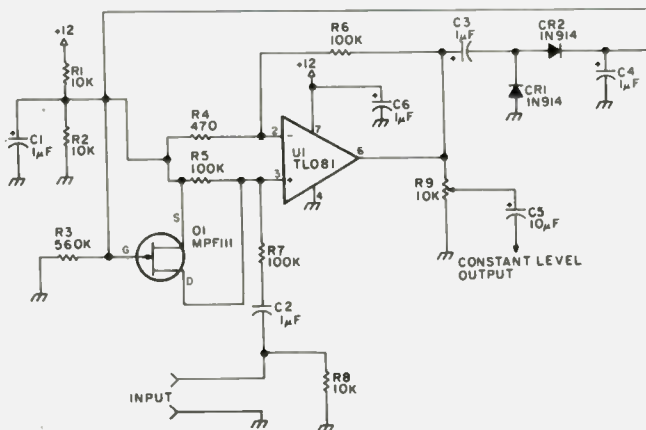 +12
R1
10K
C1
1µF
R2
10K
R3
560K
G
S
D
Q1
MPF111
R4
470
R5
100K
R6
100K
+12
7
C6
1µF
2
3
-
+
U1
TL081
6
4
R7
100K
C2
1µF
INPUT
R8
10K
C3
1µF
+
CR2
1N914
CR1
1N914
+
C4
1µF
R9
10K
+
C5
10µF
CONSTANT LEVEL
OUTPUT